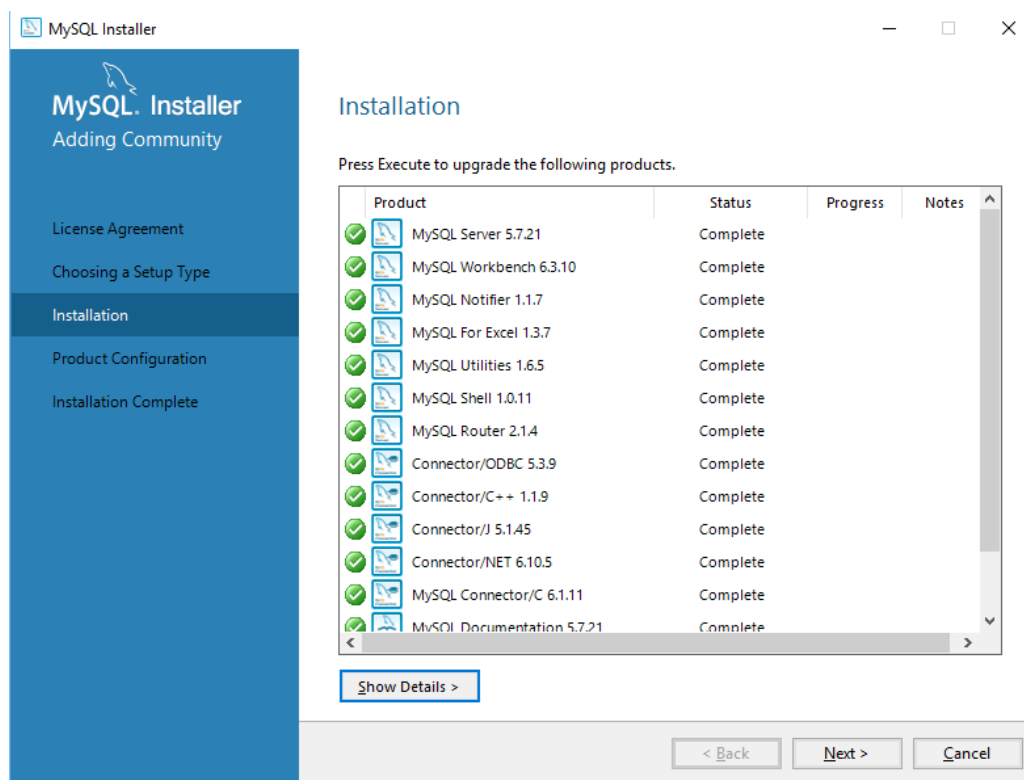 MySQL Installer
MySQL. Installer
Adding Community
License Agreement
Choosing a Setup Type
Installation
Product Configuration
Installation Complete
Installation
Press Execute to upgrade the following products.
Product Status Progress Notes
MySQL Server 5.7.21 Complete
MySQL Workbench 6.3.10 Complete
MySQL Notifier 1.1.7 Complete
MySQL For Excel 1.3.7 Complete
MySQL Utilities 1.6.5 Complete
MySQL Shell 1.0.11 Complete
MySQL Router 2.1.4 Complete
Connector/ODBC 5.3.9 Complete
Connector/C++ 1.1.9 Complete
Connector/J 5.1.45 Complete
Connector/NET 6.10.5 Complete
MySQL Connector/C 6.1.11 Complete
MySQL Documentation 5.7.21 Complete
Show Details >
< Back Next > Cancel